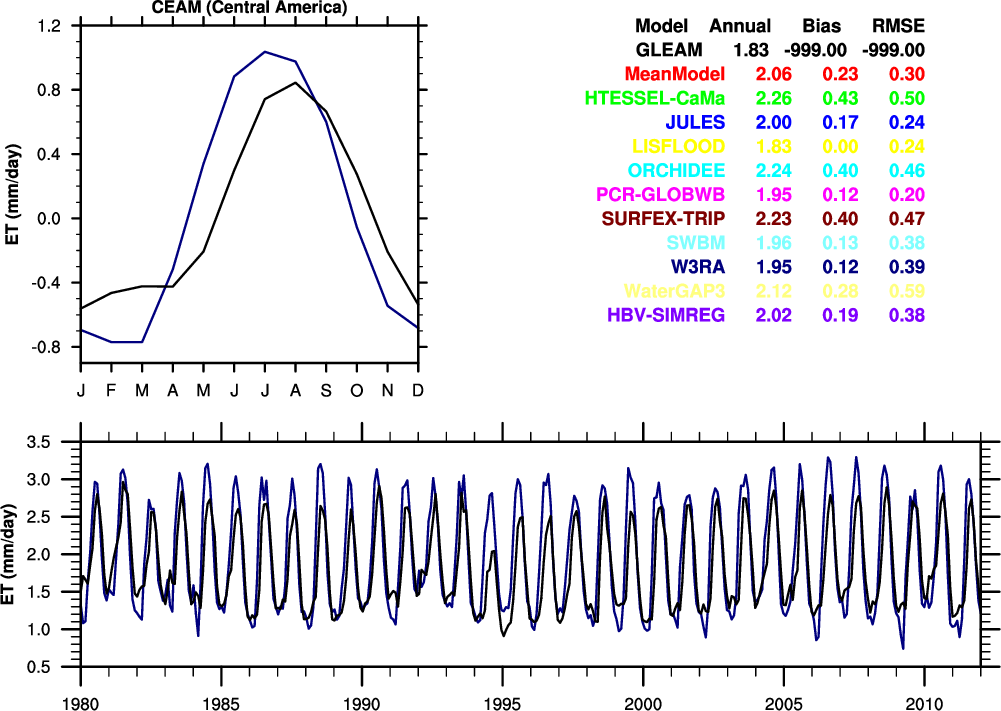 CEAM (Central America)
1.2
0.8
0.4
0.0
-0.4
-0.8
ET (mm/day)
J F M A M J J A S O N D
Model Annual Bias RMSE
GLEAM 1.83 -999.00 -999.00
MeanModel 2.06 0.23 0.30
HTESSEL-CaMa 2.26 0.43 0.50
JULES 2.00 0.17 0.24
LISFLOOD 1.83 0.00 0.24
ORCHIDEE 2.24 0.40 0.46
PCR-GLOBWB 1.95 0.12 0.20
SURFEX-TRIP 2.23 0.40 0.47
SWBM 1.96 0.13 0.38
W3RA 1.95 0.12 0.39
WaterGAP3 2.12 0.28 0.59
HBV-SIMREG 2.02 0.19 0.38
3.5
3.0
2.5
2.0
1.5
1.0
0.5
ET (mm/day)
1980 1985 1990 1995 2000 2005 2010